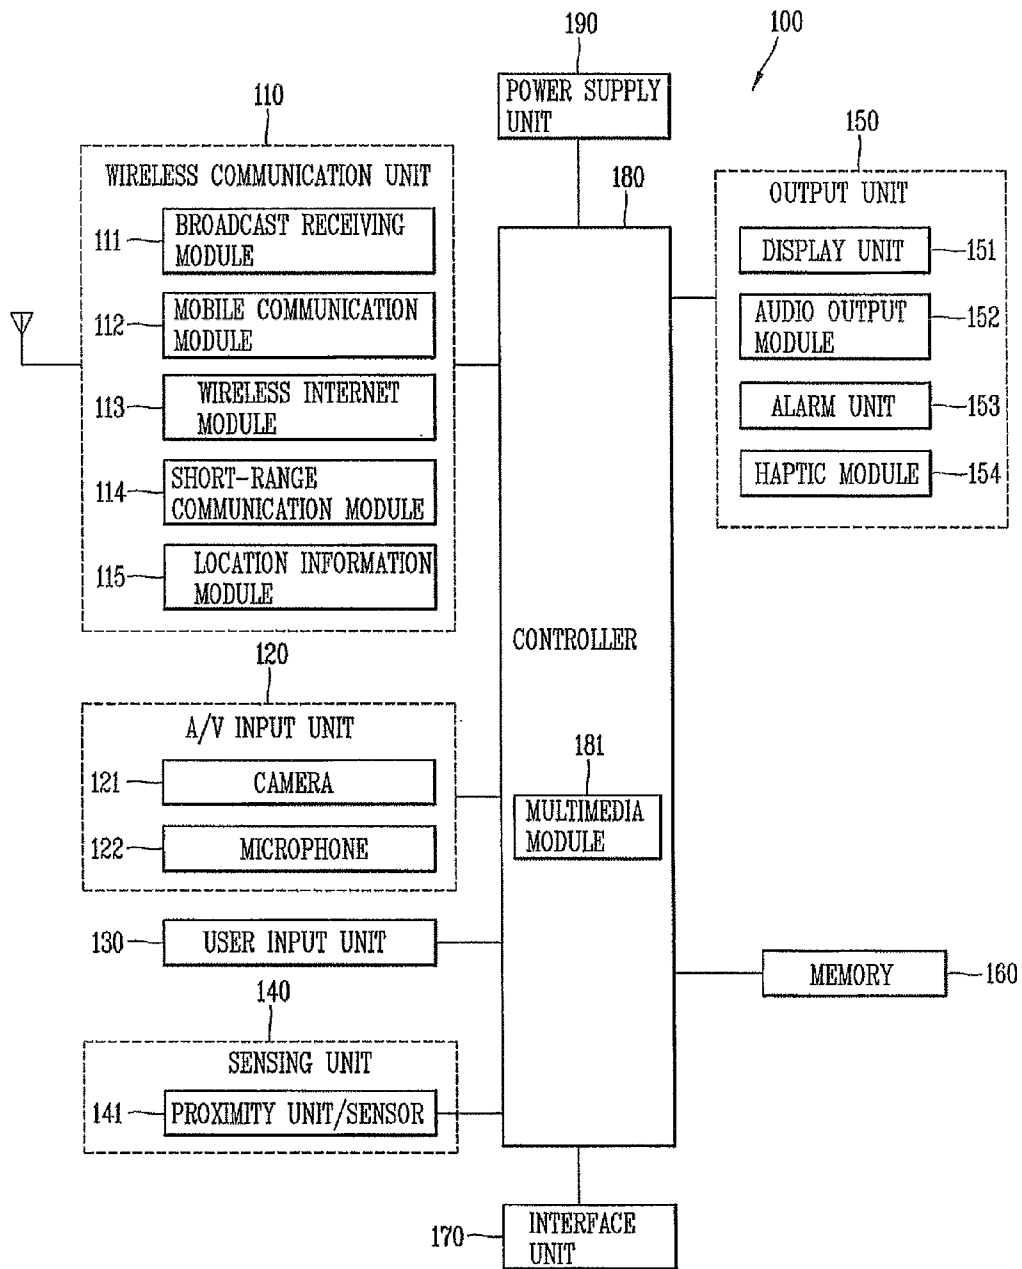 190
100
POWER SUPPLY
UNIT
110
WIRELESS COMMUNICATION UNIT
111
BROADCAST RECEIVING
MODULE
112
MOBILE COMMUNICATION
MODULE
113
WIRELESS INTERNET
MODULE
114
SHORT-RANGE
COMMUNICATION MODULE
115
LOCATION INFORMATION
MODULE
120
A/V INPUT UNIT
121
CAMERA
122
MICROPHONE
130
USER INPUT UNIT
140
SENSING UNIT
141
PROXIMITY UNIT/SENSOR
180
CONTROLLER
181
MULTIMEDIA
MODULE
150
OUTPUT UNIT
DISPLAY UNIT
151
AUDIO OUTPUT
MODULE
152
ALARM UNIT
153
HAPTIC MODULE
154
MEMORY
160
170
INTERFACE
UNIT